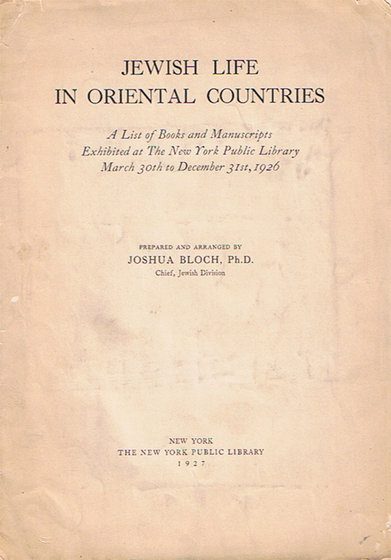 JEWISH LIFE
IN ORIENTAL COUNTRIES
A List of Books and Manuscripts
Exhibited at The New York Public Library
March 30th to December 31st, 1926
PREPARED AND ARRANGED BY
JOSHUA BLOCH, Ph.D.
Chief, Jewish Division
NEW YORK
THE NEW YORK PUBLIC LIBRARY
1927